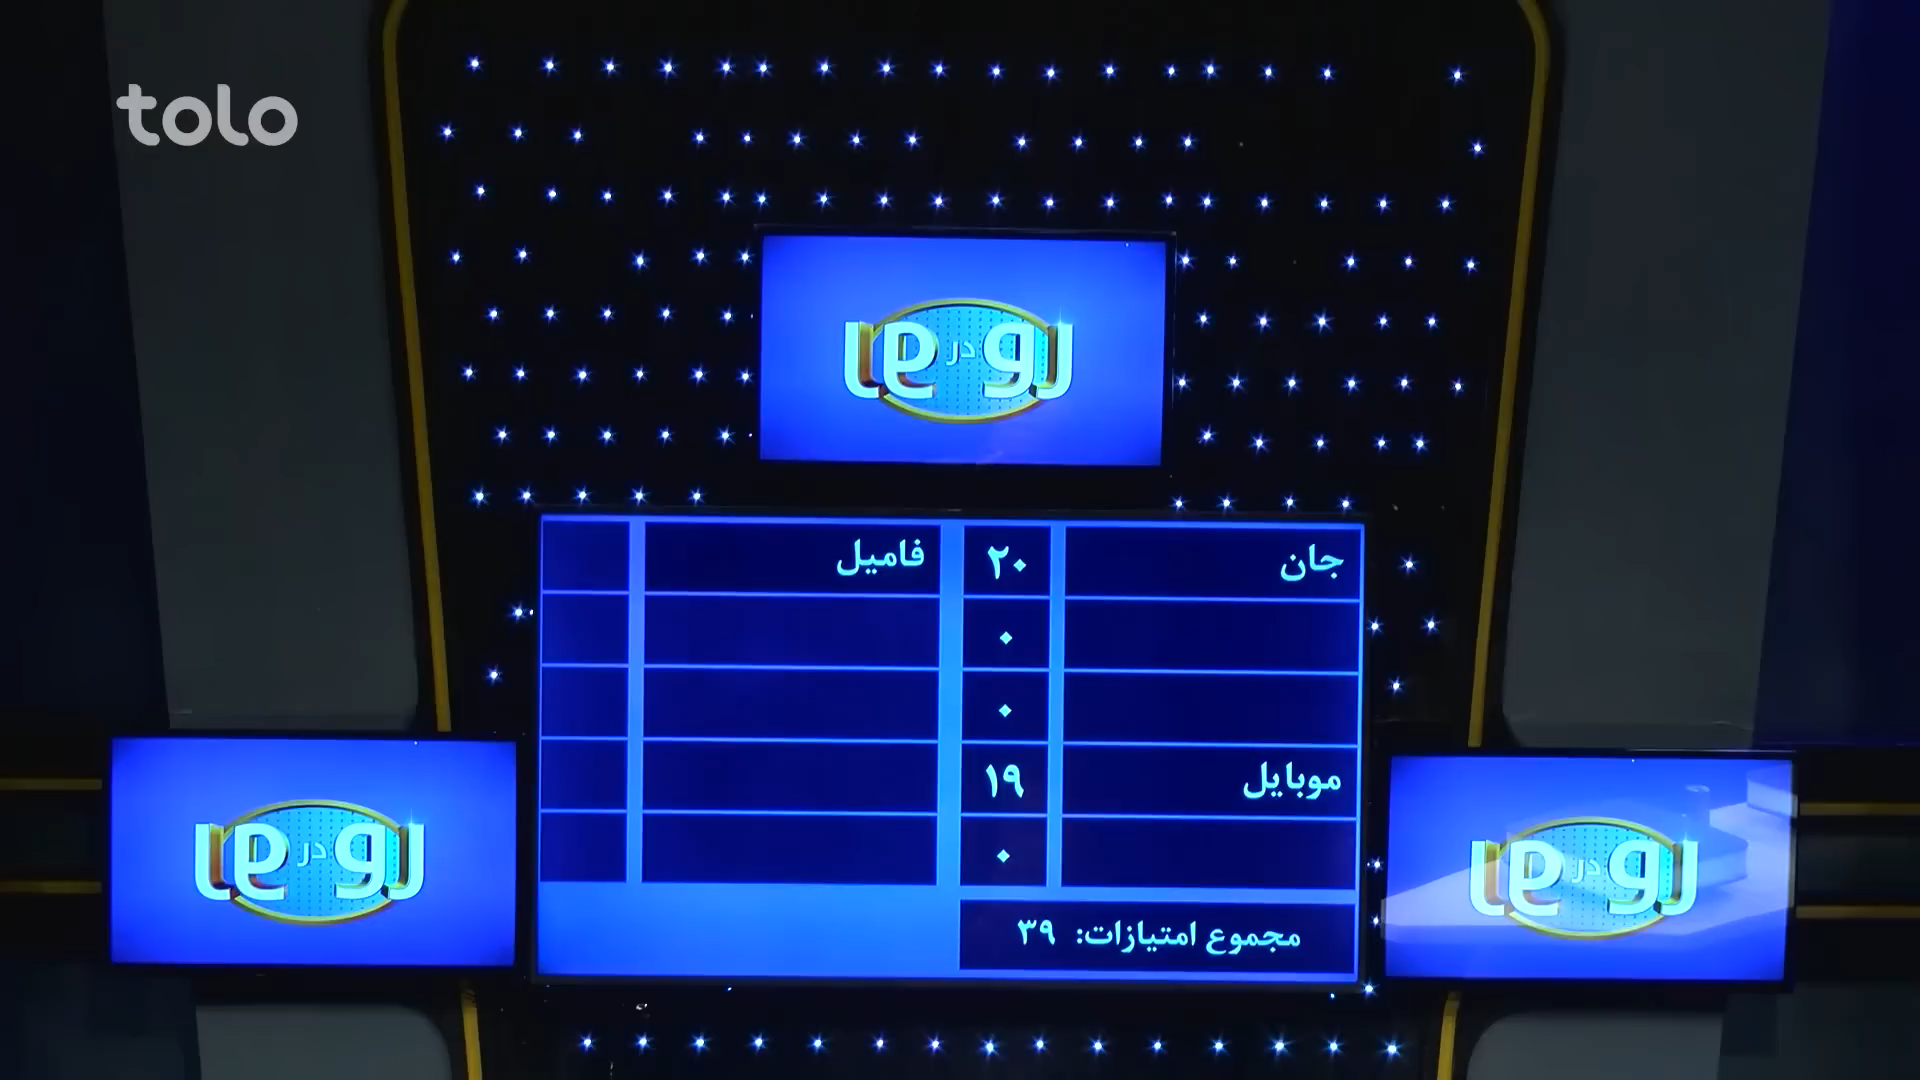 tolo
رو در رو
جان ۲۰ فامیل
۰
۰
موبایل ۱۹
۰
مجموع امتیازات: ۳۹
رو در رو
رو در رو